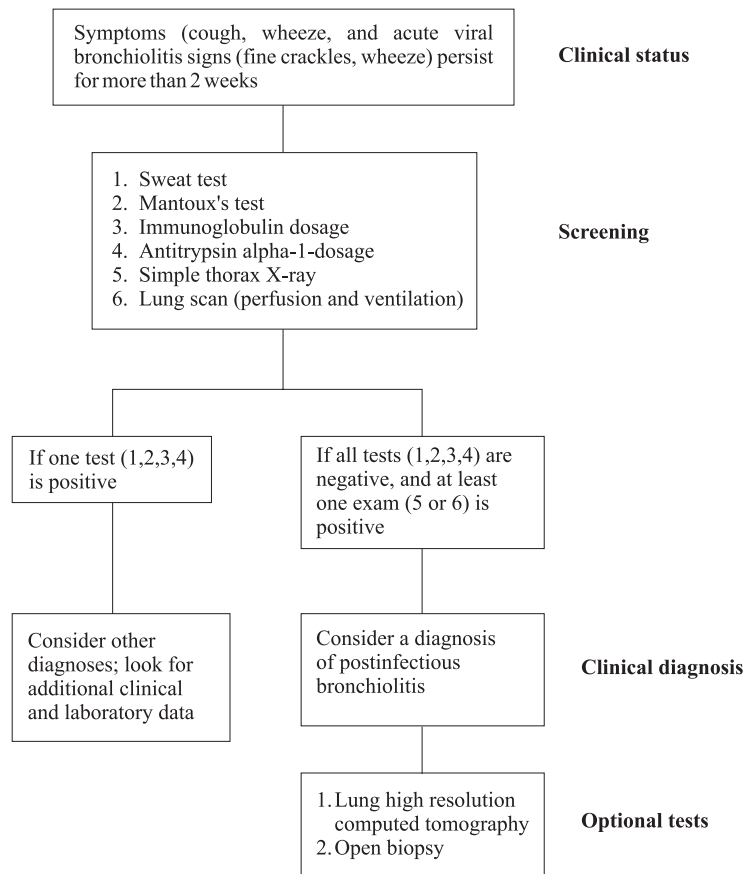 Symptoms (cough, wheeze, and acute viral
bronchiolitis signs (fine crackles, wheeze) persist
for more than 2 weeks
Clinical status
1. Sweat test
2. Mantoux's test
3. Immunoglobulin dosage
4. Antitrypsin alpha-1-dosage
5. Simple thorax X-ray
6. Lung scan (perfusion and ventilation)
Screening
If one test (1,2,3,4)
is positive
If all tests (1,2,3,4) are
negative, and at least
one exam (5 or 6) is
positive
Consider other
diagnoses; look for
additional clinical
and laboratory data
Consider a diagnosis
of postinfectious
bronchiolitis
Clinical diagnosis
1. Lung high resolution
computed tomography
2. Open biopsy
Optional tests